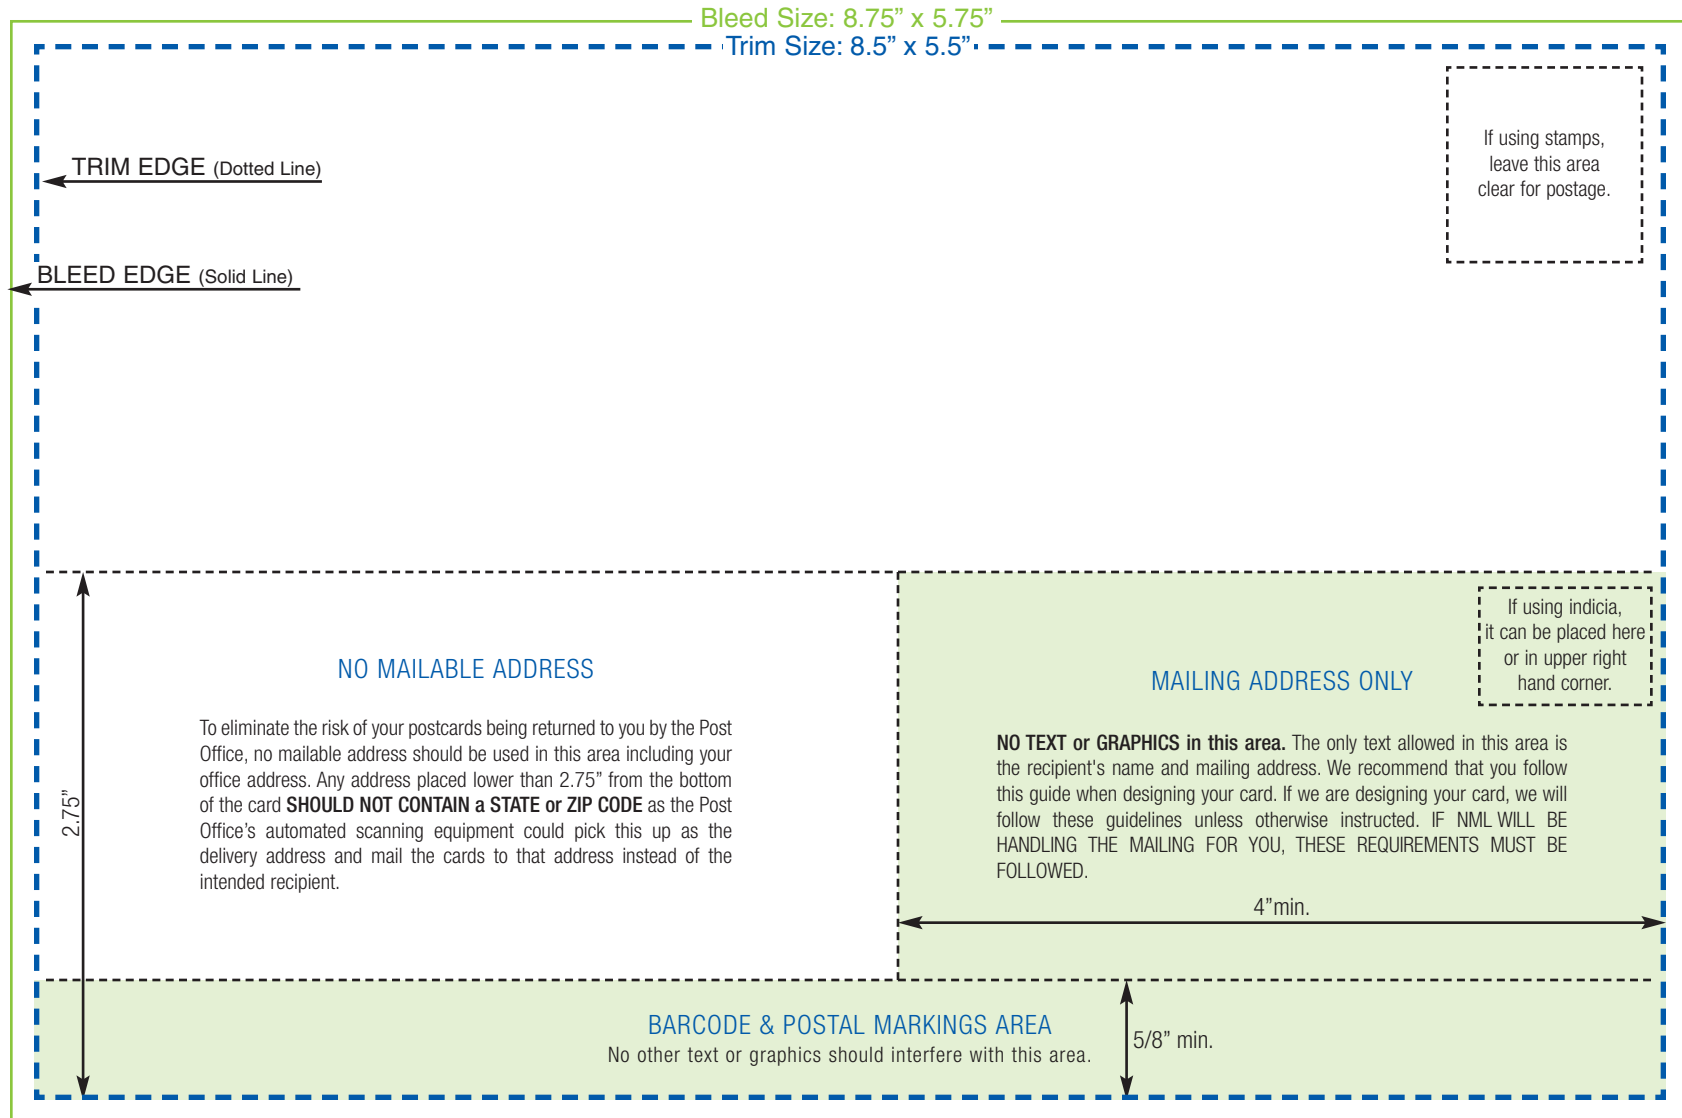 Bleed Size: 8.75” x 5.75”
Trim Size: 8.5” x 5.5”
If using stamps,
leave this area
clear for postage.
TRIM EDGE (Dotted Line)
BLEED EDGE (Solid Line)
2.75”
NO MAILABLE ADDRESS
To eliminate the risk of your postcards being returned to you by the Post
Office, no mailable address should be used in this area including your
office address. Any address placed lower than 2.75” from the bottom
of the card SHOULD NOT CONTAIN a STATE or ZIP CODE as the Post
Office’s automated scanning equipment could pick this up as the
delivery address and mail the cards to that address instead of the
intended recipient.
If using indicia,
it can be placed here
or in upper right
hand corner.
MAILING ADDRESS ONLY
NO TEXT or GRAPHICS in this area. The only text allowed in this area is
the recipient's name and mailing address. We recommend that you follow
this guide when designing your card. If we are designing your card, we will
follow these guidelines unless otherwise instructed. IF NML WILL BE
HANDLING THE MAILING FOR YOU, THESE REQUIREMENTS MUST BE
FOLLOWED.
4”min.
BARCODE & POSTAL MARKINGS AREA
No other text or graphics should interfere with this area.
5/8” min.